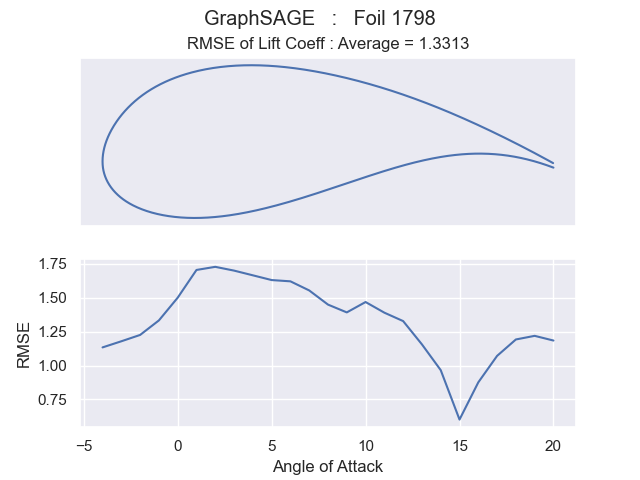 GraphSAGE : Foil 1798
RMSE of Lift Coeff : Average = 1.3313
1.75
1.50
1.25
1.00
0.75
RMSE
−5 0 5 10 15 20
Angle of Attack